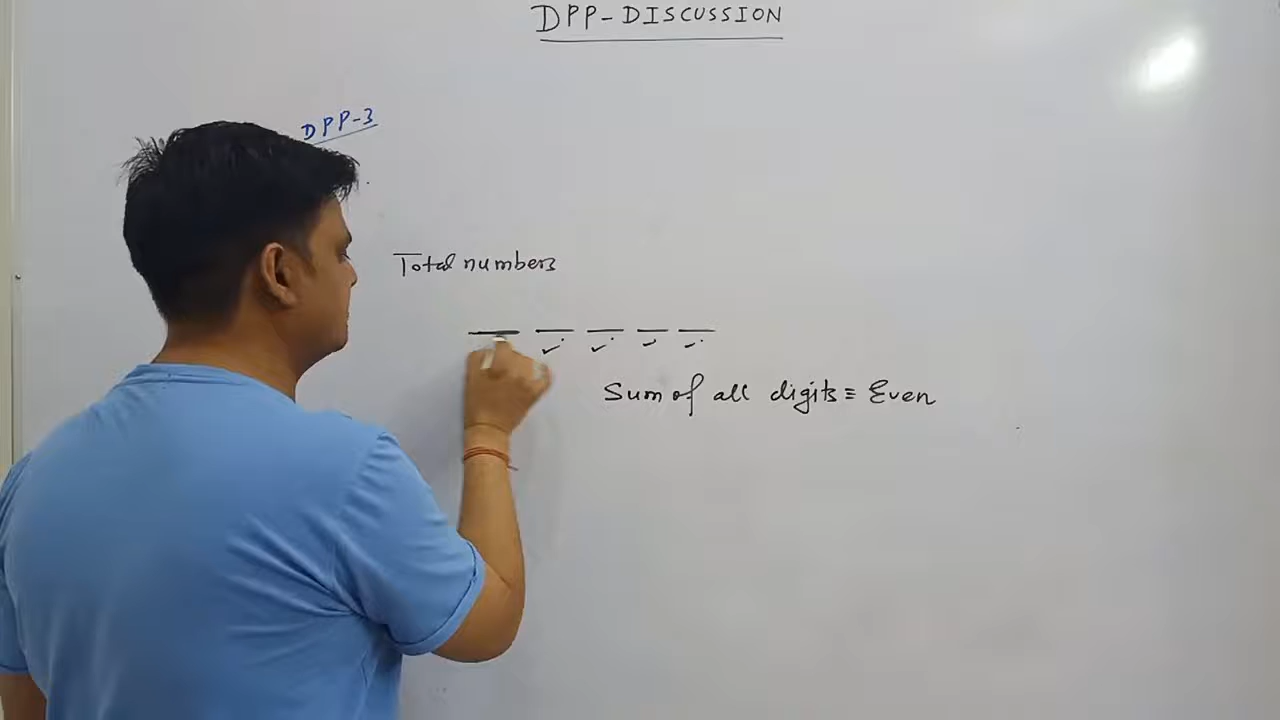 DPP-DISCUSSION
DPP-3
Total numbers
Sum of all digits ≡ Even